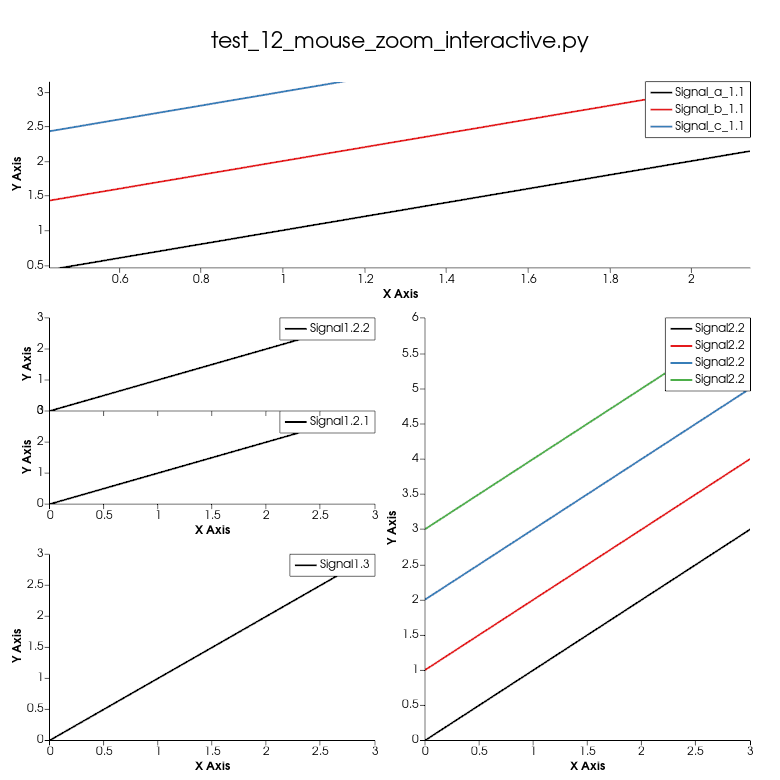 test_12_mouse_zoom_interactive.py
Signal_a_1.1
Signal_b_1.1
Signal_c_1.1
3
2.5
2
1.5
1
0.5
Y Axis
0.6 0.8 1 1.2 1.4 1.6 1.8 2
X Axis
Signal1.2.2
3
2
1
0
Y Axis
Signal1.2.1
3
2
1
0
Y Axis
0 0.5 1 1.5 2 2.5 3
X Axis
Signal1.3
3
2.5
2
1.5
1
0.5
0
Y Axis
0 0.5 1 1.5 2 2.5 3
X Axis
Signal2.2
Signal2.2
Signal2.2
Signal2.2
6
5.5
5
4.5
4
3.5
3
2.5
2
1.5
1
0.5
0
Y Axis
0 0.5 1 1.5 2 2.5 3
X Axis